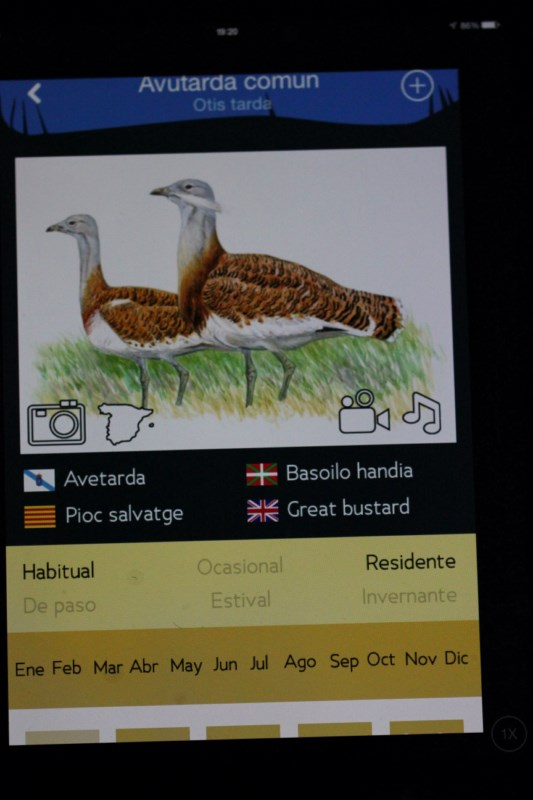 19:20
86%
Avutarda común
Otis tarda
Avetarda
Basoilo handia
Pioc salvatge
Great bustard
Habitual
Ocasional
Residente
De paso
Estival
Invernante
Ene Feb Mar Abr May Jun Jul Ago Sep Oct Nov Dic
1X